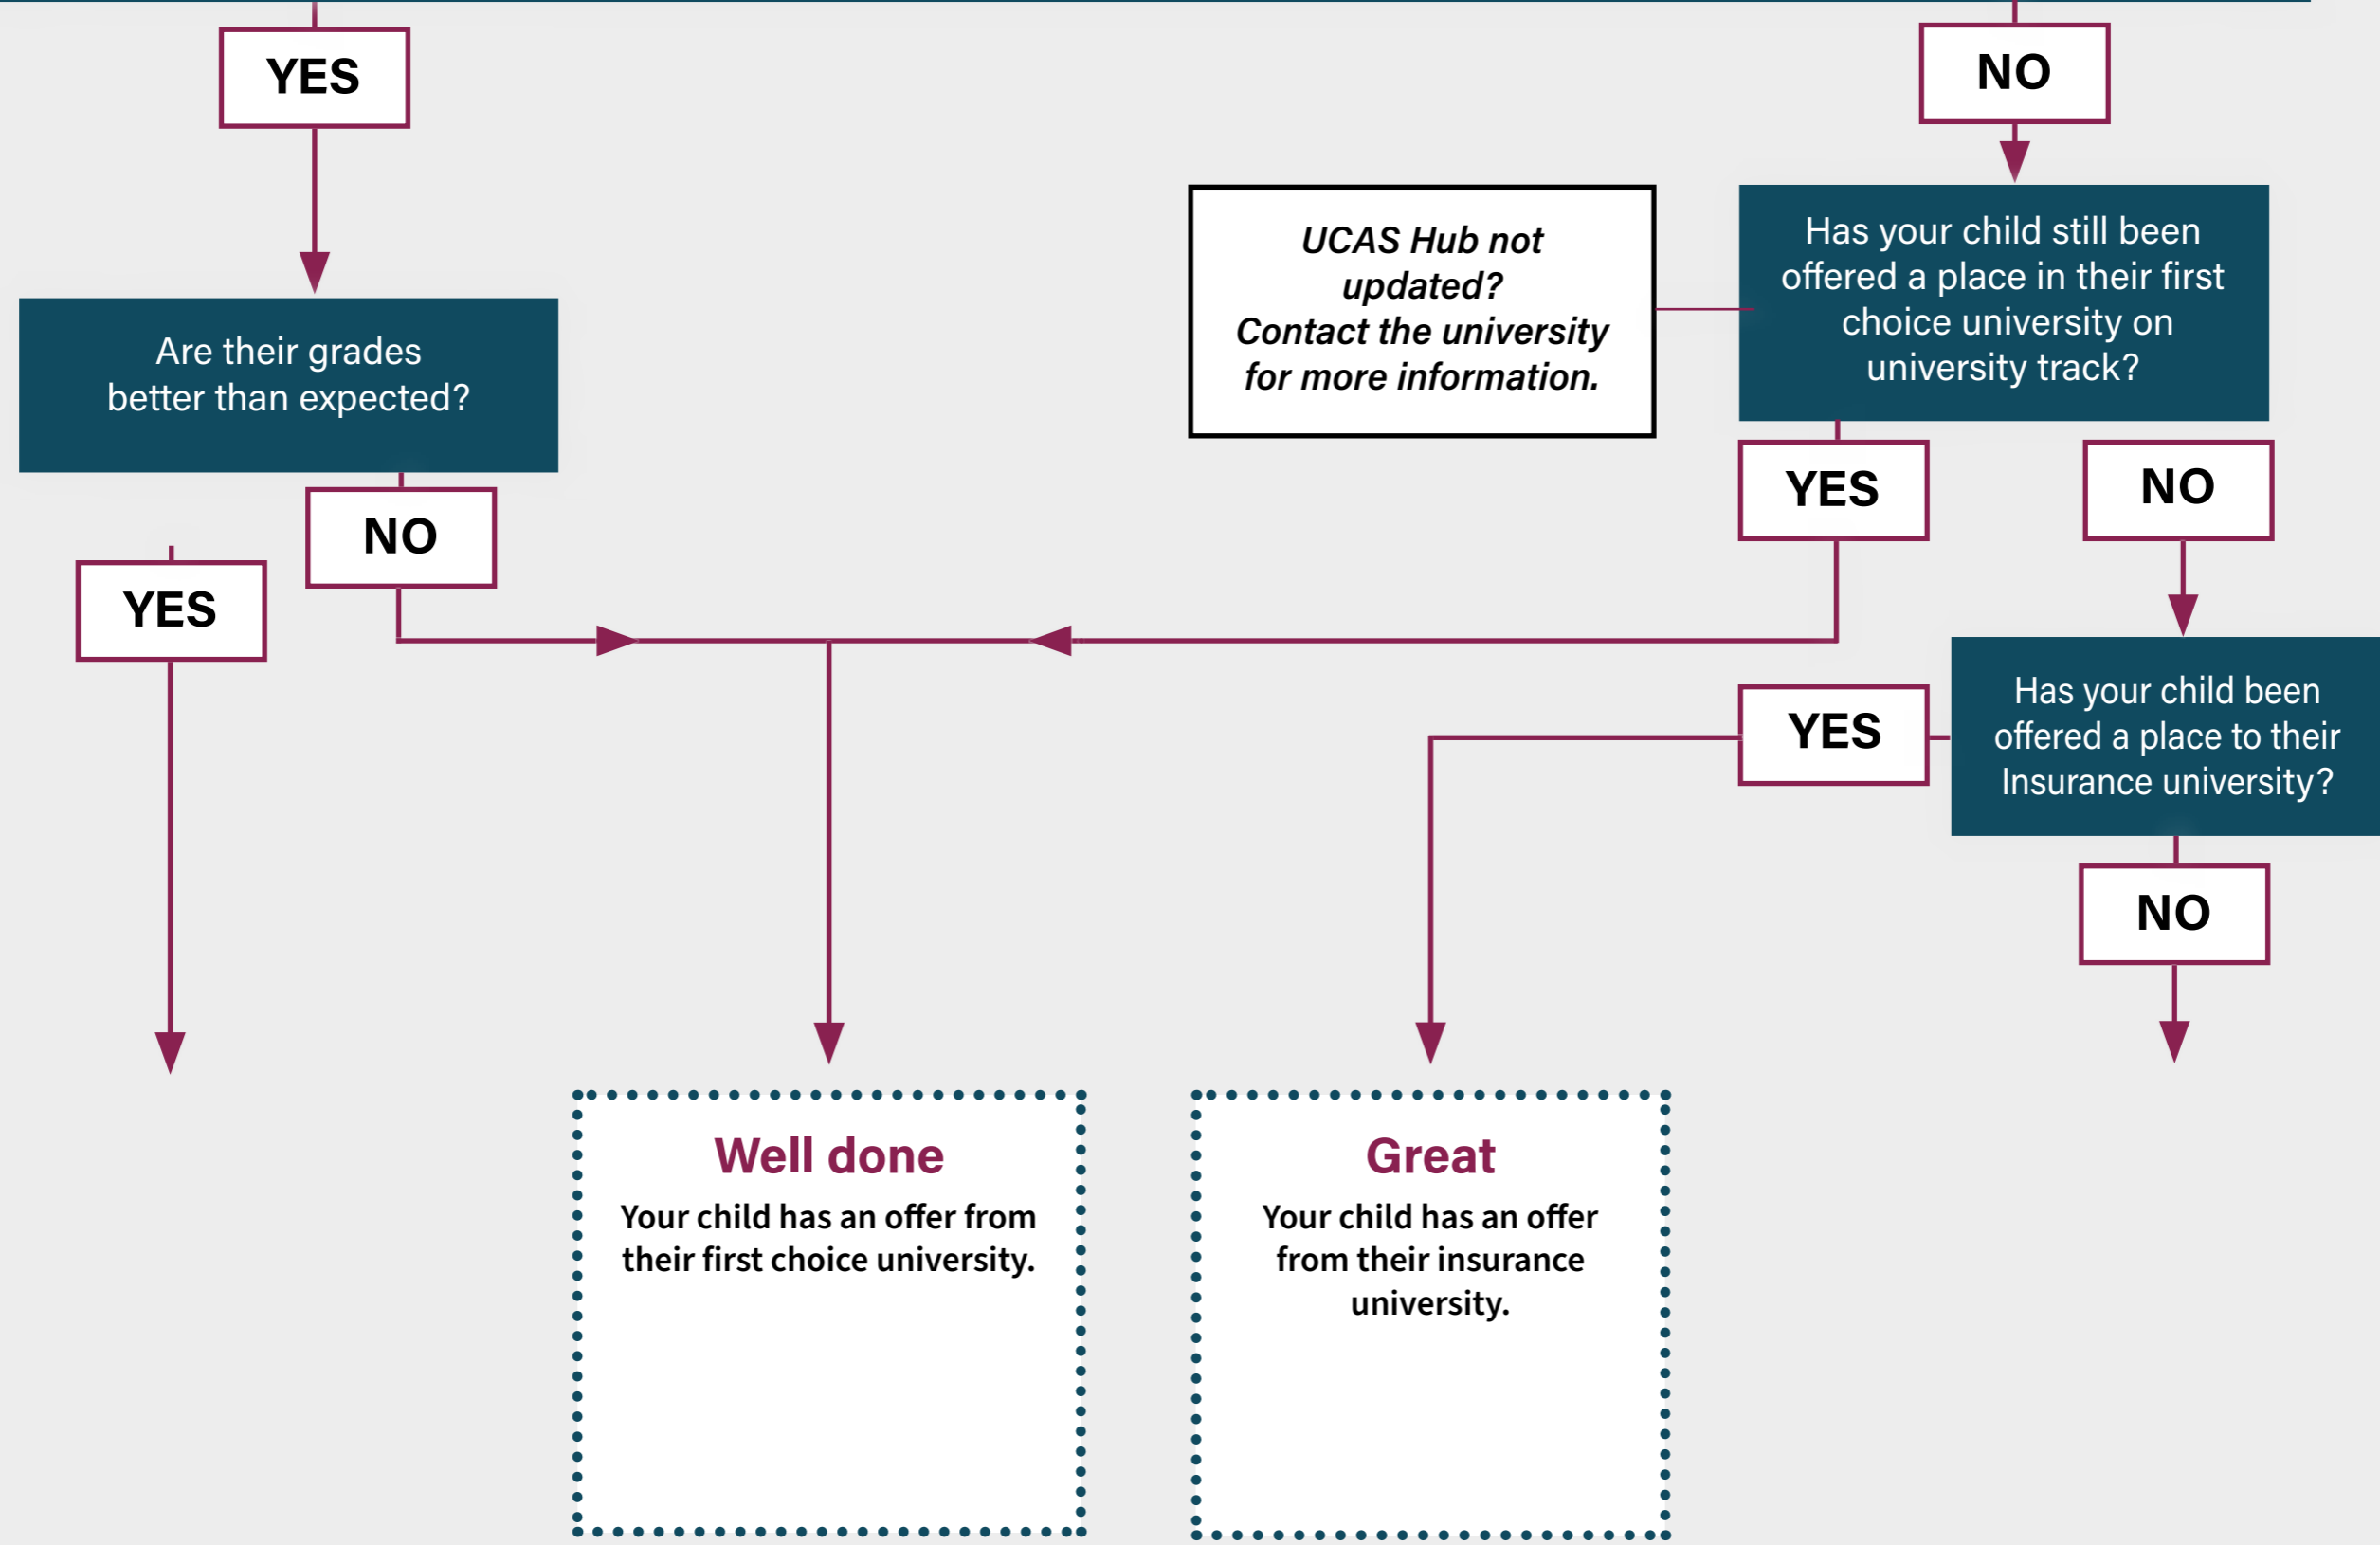 YES
NO
UCAS Hub not
updated?
Contact the university
for more information.
Has your child still been
offered a place in their first
choice university on
university track?
Are their grades
better than expected?
YES
NO
NO
YES
Has your child been
offered a place to their
Insurance university?
YES
NO
Well done
Your child has an offer from
their first choice university.
Great
Your child has an offer
from their insurance
university.